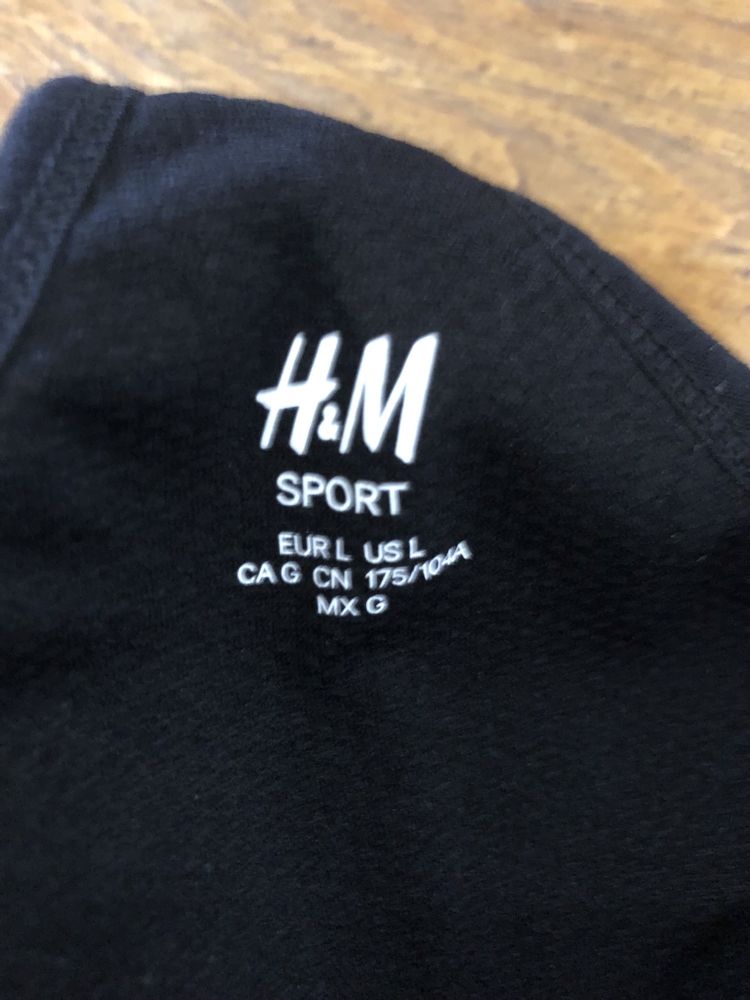 H&M
SPORT
EUR L US L
CA G CN 175/104A
MX G